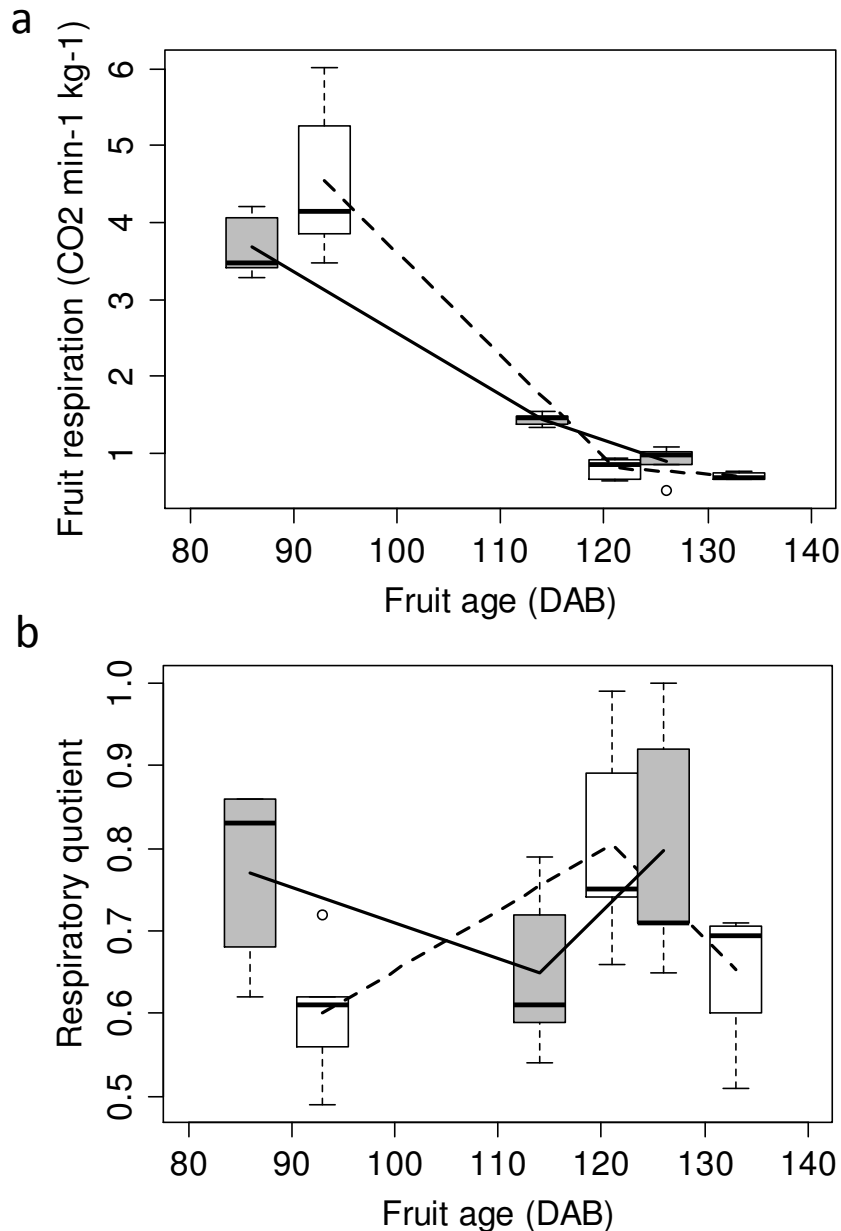 a
Fruit respiration (CO2 min-1 kg-1)
6
5
4
3
2
1
80 90 100 110 120 130 140
Fruit age (DAB)
b
Respiratory quotient
1.0
0.9
0.8
0.7
0.6
0.5
80 90 100 110 120 130 140
Fruit age (DAB)